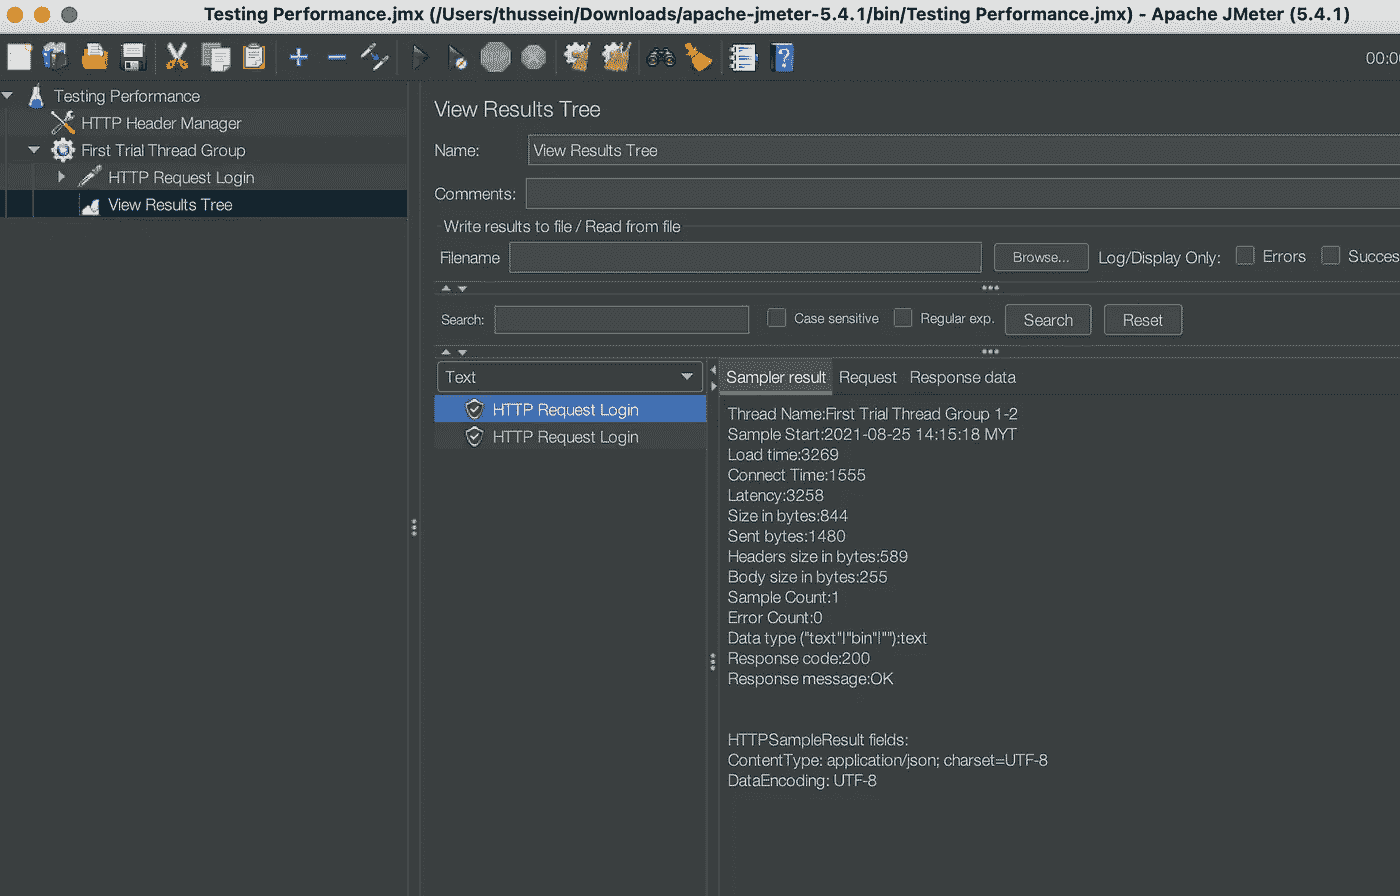 Testing Performance.jmx (/Users/thussein/Downloads/apache-jmeter-5.4.1/bin/Testing Performance.jmx) - Apache JMeter (5.4.1)
00:0
Testing Performance
HTTP Header Manager
First Trial Thread Group
HTTP Request Login
View Results Tree
View Results Tree
Name: View Results Tree
Comments:
Write results to file / Read from file
Filename Browse... Log/Display Only: Errors Succes
Search: Case sensitive Regular exp. Search Reset
Text
HTTP Request Login
HTTP Request Login
Sampler result Request Response data
Thread Name:First Trial Thread Group 1-2
Sample Start:2021-08-25 14:15:18 MYT
Load time:3269
Connect Time:1555
Latency:3258
Size in bytes:844
Sent bytes:1480
Headers size in bytes:589
Body size in bytes:255
Sample Count:1
Error Count:0
Data type ("text"|"bin"|""):text
Response code:200
Response message:OK
HTTPSampleResult fields:
ContentType: application/json; charset=UTF-8
DataEncoding: UTF-8